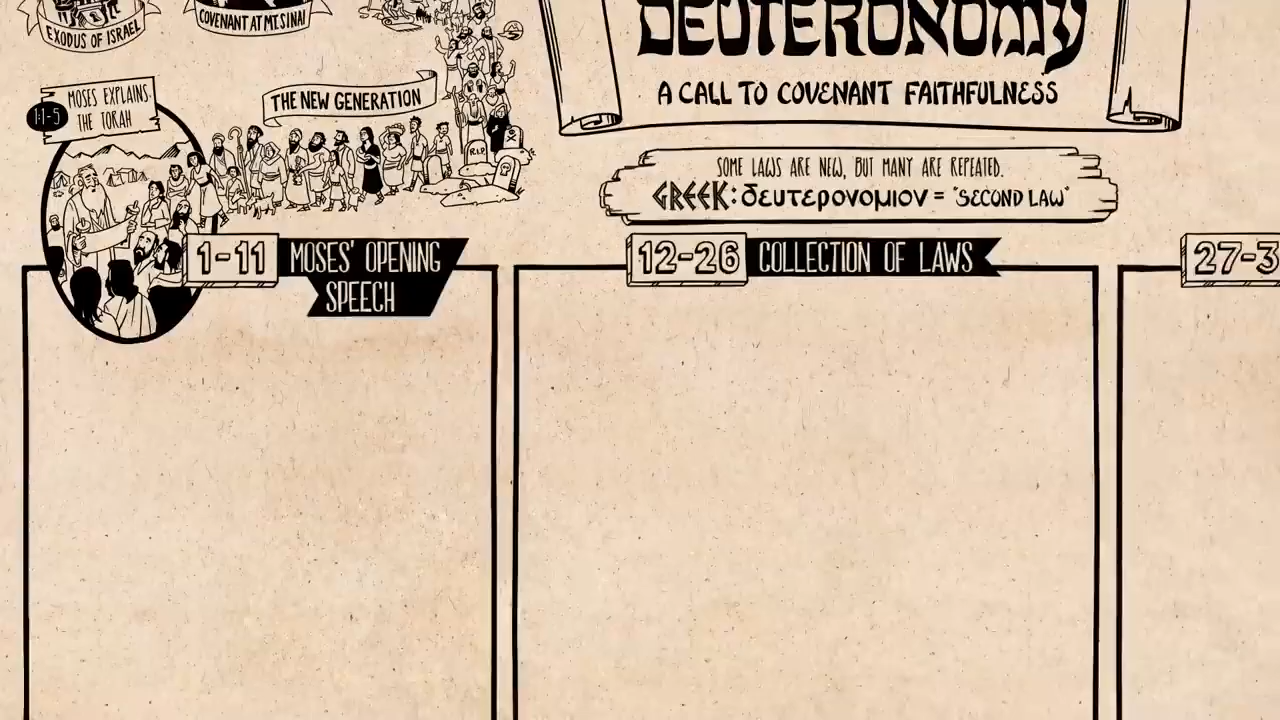 EXODUS OF ISRAEL
COVENANT AT MT. SINAI
DEUTERONOMY
A CALL TO COVENANT FAITHFULNESS
1:1-5
MOSES EXPLAINS
THE TORAH
THE NEW GENERATION
R.I.P.
SOME LAWS ARE NEW, BUT MANY ARE REPEATED.
GREEK: δευτερονομιον = "SECOND LAW"
1-11 MOSES' OPENING
SPEECH
12-26 COLLECTION OF LAWS
27-3